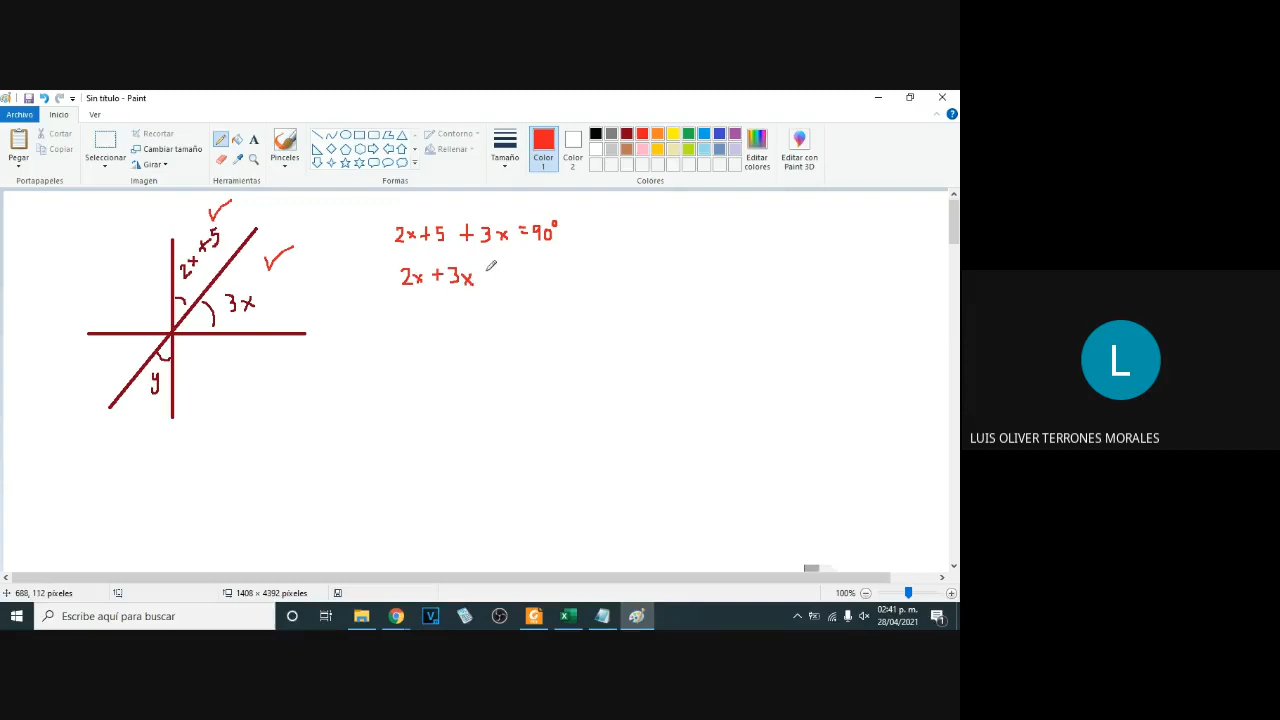 Sin título - Paint
Archivo Inicio Ver
Pegar
Cortar
Copiar
Portapapeles
Seleccionar
Recortar
Cambiar tamaño
Girar
Imagen
A
Herramientas
Pinceles
Contorno
Rellenar
Formas
Tamaño
Color 1
Color 2
Editar colores
Colores
Editar con Paint 3D
2x+5
3x
y
2x+5 +3x =90°
2x +3x
688, 112 píxeles
1408 × 4392 píxeles
100%
Escribe aquí para buscar
02:41 p. m.
28/04/2021
L
LUIS OLIVER TERRONES MORALES